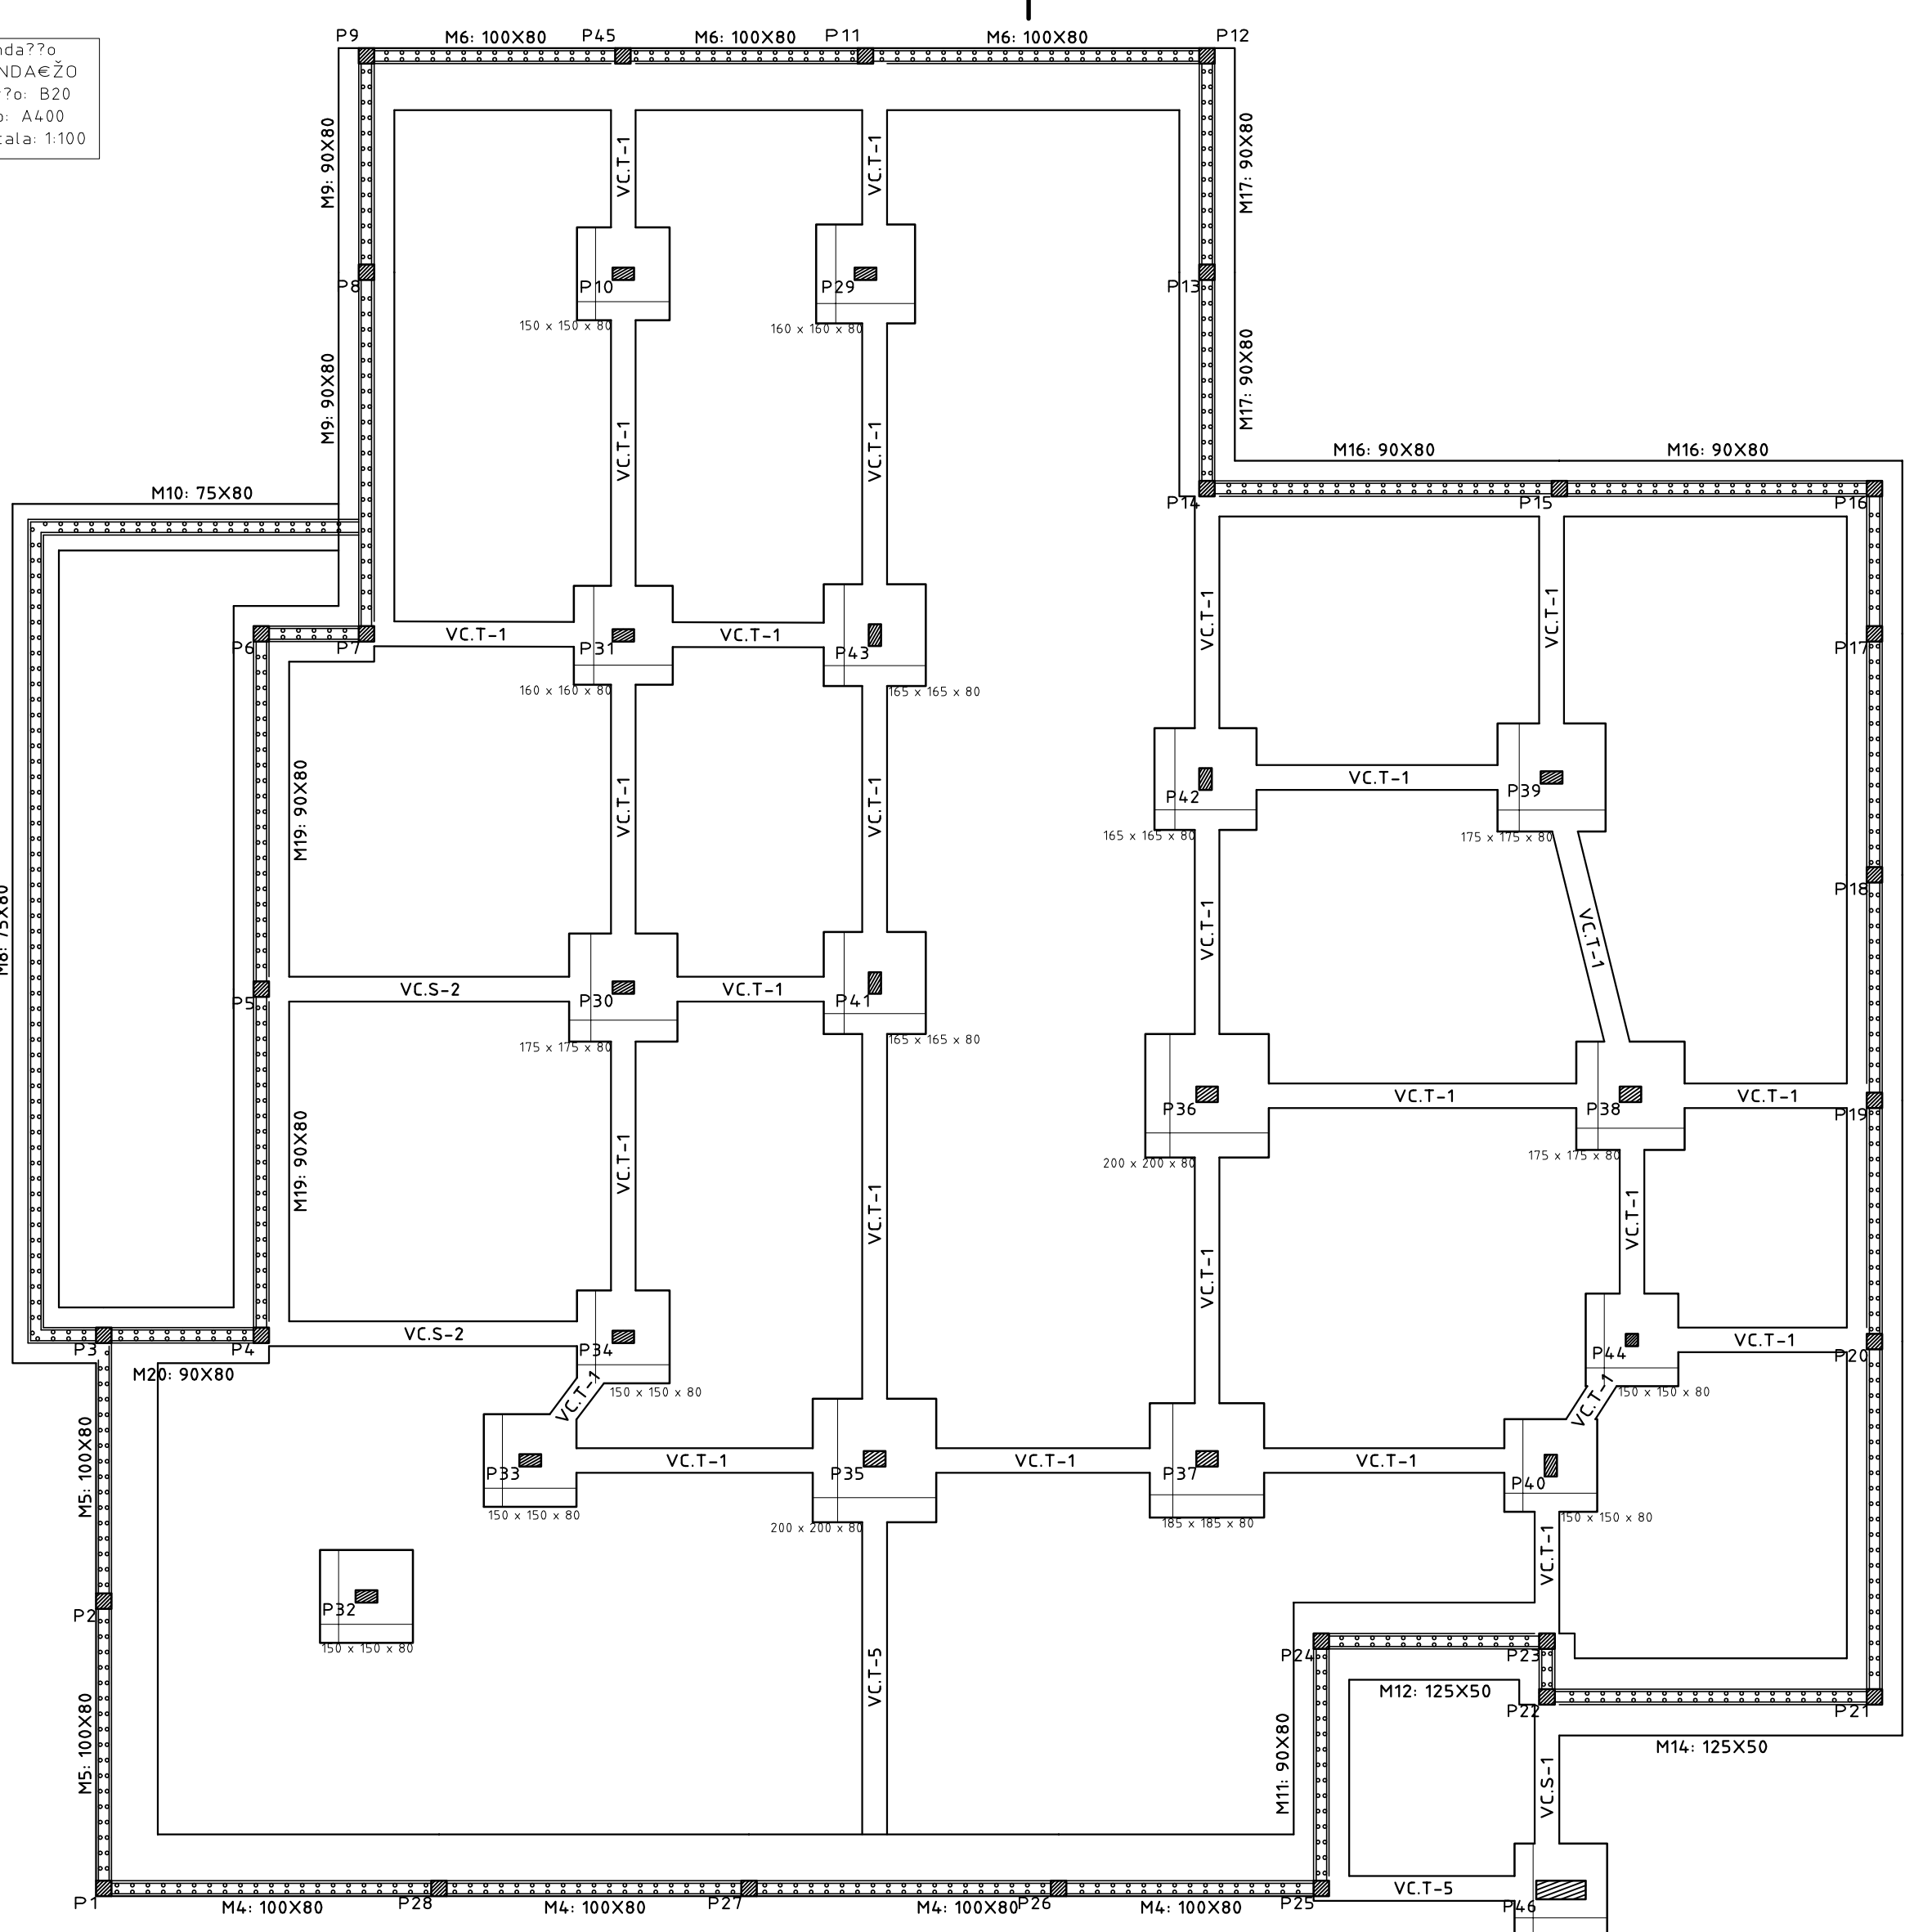 nda??o
NDA€ŽO
?o: B20
A400
cala: 1:100
P9
M6: 100X80
P45
M6: 100X80
P11
M6: 100X80
P12
M9: 90X80
VC.T-1
VC.T-1
M17: 90X80
P8
P10
P29
P13
150 x 150 x 80
160 x 160 x 80
M9: 90X80
VC.T-1
VC.T-1
M17: 90X80
M16: 90X80
M16: 90X80
M10: 75X80
P14
P15
P16
VC.T-1
VC.T-1
P6
P7
VC.T-1
P31
VC.T-1
P43
P17
160 x 160 x 80
165 x 165 x 80
M19: 90X80
VC.T-1
VC.T-1
P42
VC.T-1
P39
165 x 165 x 80
175 x 175 x 80
P18
M8: 75X80
VC.T-1
VC.T-1
P5
VC.S-2
P30
VC.T-1
P41
175 x 175 x 80
165 x 165 x 80
P36
VC.T-1
P38
VC.T-1
P19
200 x 200 x 80
175 x 175 x 80
M19: 90X80
VC.T-1
VC.T-1
VC.T-1
VC.T-1
P3
P4
VC.S-2
P34
P44
VC.T-1
P20
M20: 90X80
150 x 150 x 80
150 x 150 x 80
VC.T-1
VC.T-1
M5: 100X80
P33
VC.T-1
P35
VC.T-1
P37
VC.T-1
P40
150 x 150 x 80
200 x 200 x 80
185 x 185 x 80
150 x 150 x 80
VC.T-1
P2
P32
150 x 150 x 80
P24
P23
VC.T-5
M12: 125X50
P22
P21
M5: 100X80
M11: 90X80
M14: 125X50
VC.S-1
P1
M4: 100X80
P28
M4: 100X80
P27
M4: 100X80
P26
M4: 100X80
P25
VC.T-5
P46